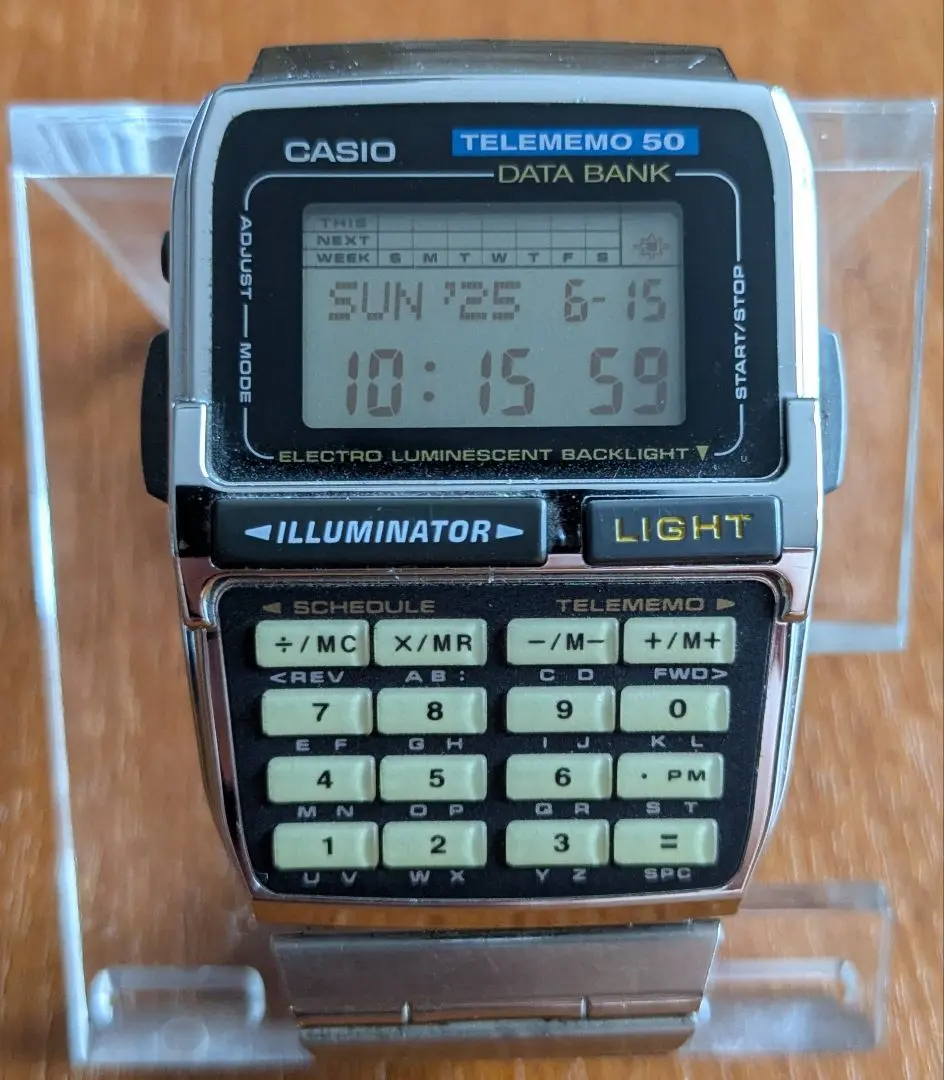 CASIO TELEMEMO 50
DATA BANK
ADJUST — MODE
START/STOP
THIS
NEXT
WEEK S M T W T F S
SUN '25 6-15
10:15 59
ELECTRO LUMINESCENT BACKLIGHT ▼
◄ILLUMINATOR► LIGHT
◄ SCHEDULE TELEMEMO ►
÷/MC ×/MR −/M− +/M+
<REV A B : C D FWD>
7 8 9 0
E F G H I J K L
4 5 6 · PM
M N O P Q R S T
1 2 3 =
U V W X Y Z SPC